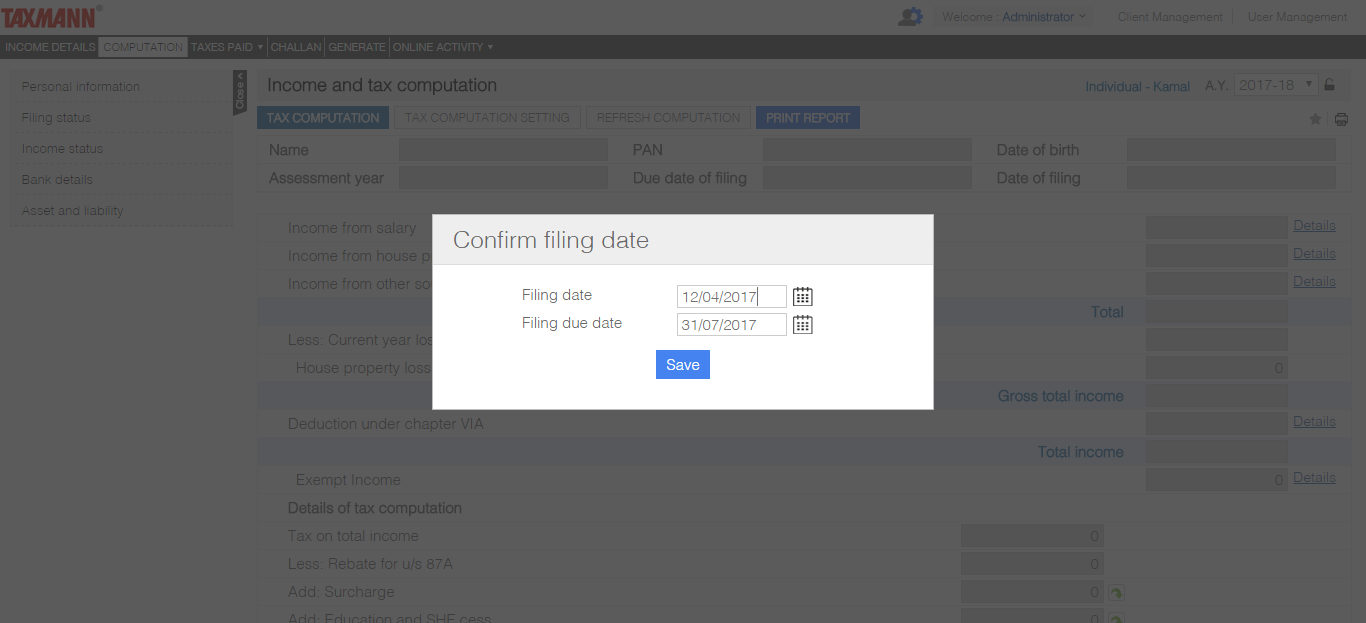 TAXMANN®
Welcome : Administrator
Client Management
User Management
INCOME DETAILS COMPUTATION TAXES PAID CHALLAN GENERATE ONLINE ACTIVITY
Personal Information
Filing status
Income status
Bank details
Asset and liability
Close
Income and tax computation
Individual - Kamal A.Y. 2017-18
TAX COMPUTATION TAX COMPUTATION SETTING REFRESH COMPUTATION PRINT REPORT
Name PAN Date of birth
Assessment year Due date of filing Date of filing
Income from salary Details
Income from house p Details
Income from other so Details
Total
Less: Current year los
House property loss 0
Gross total income
Deduction under chapter VIA Details
Total income
Exempt Income 0 Details
Details of tax computation
Tax on total income 0
Less: Rebate for u/s 87A 0
Add: Surcharge 0
Add: Education and SHE cess 0
Confirm filing date
Filing date 12/04/2017
Filing due date 31/07/2017
Save